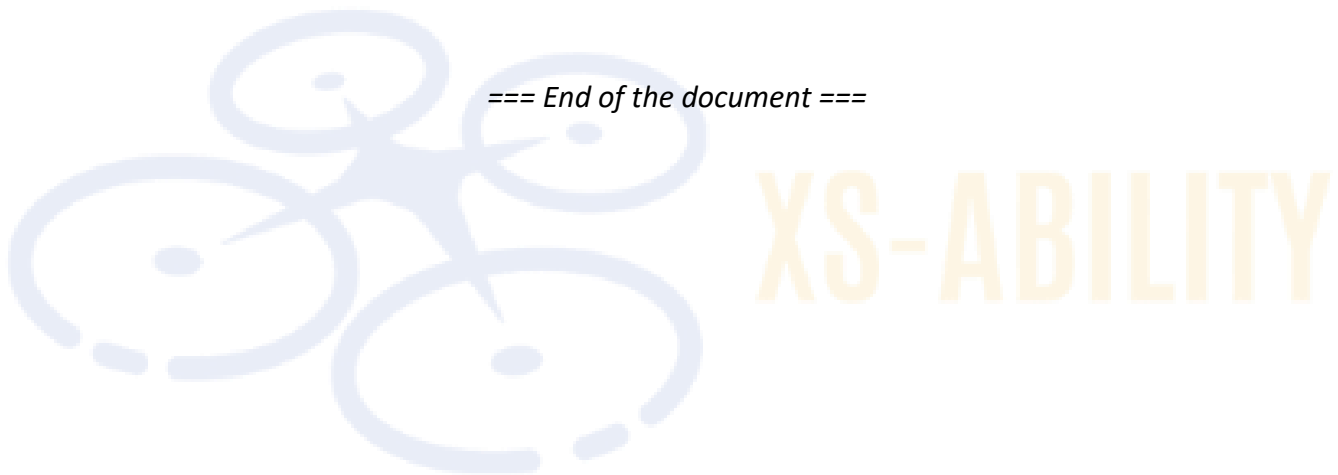 === End of the document ===
XS-ABILITY